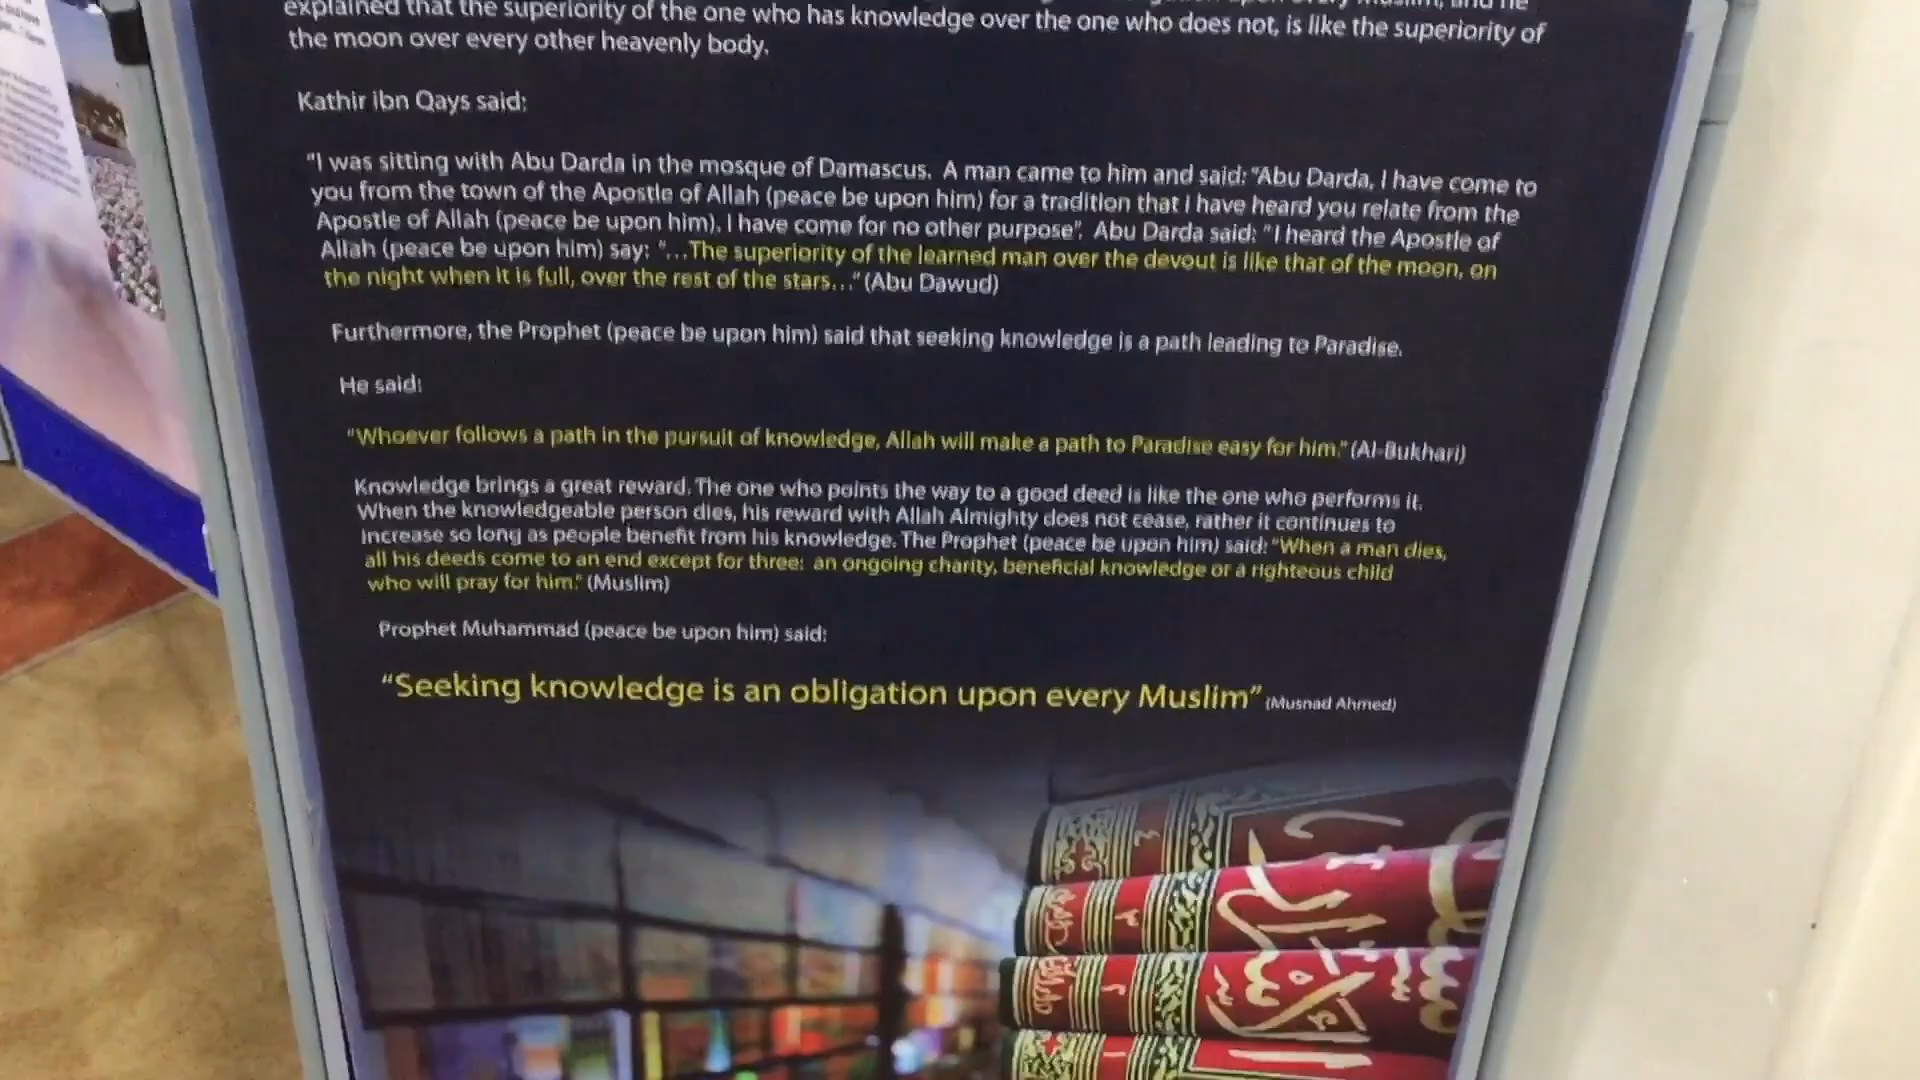 explained that the superiority of the one who has knowledge over the one who does not, is like the superiority of
the moon over every other heavenly body.
Kathir ibn Qays said:
"I was sitting with Abu Darda in the mosque of Damascus. A man came to him and said: "Abu Darda, I have come to
you from the town of the Apostle of Allah (peace be upon him) for a tradition that I have heard you relate from the
Apostle of Allah (peace be upon him). I have come for no other purpose". Abu Darda said: "I heard the Apostle of
Allah (peace be upon him) say: "...The superiority of the learned man over the devout is like that of the moon, on
the night when it is full, over the rest of the stars..." (Abu Dawud)
Furthermore, the Prophet (peace be upon him) said that seeking knowledge is a path leading to Paradise.
He said:
"Whoever follows a path in the pursuit of knowledge, Allah will make a path to Paradise easy for him." (Al-Bukhari)
Knowledge brings a great reward. The one who points the way to a good deed is like the one who performs it.
When the knowledgeable person dies, his reward with Allah Almighty does not cease, rather it continues to
increase so long as people benefit from his knowledge. The Prophet (peace be upon him) said: "When a man dies,
all his deeds come to an end except for three: an ongoing charity, beneficial knowledge or a righteous child
who will pray for him." (Muslim)
Prophet Muhammad (peace be upon him) said:
"Seeking knowledge is an obligation upon every Muslim" (Musnad Ahmed)